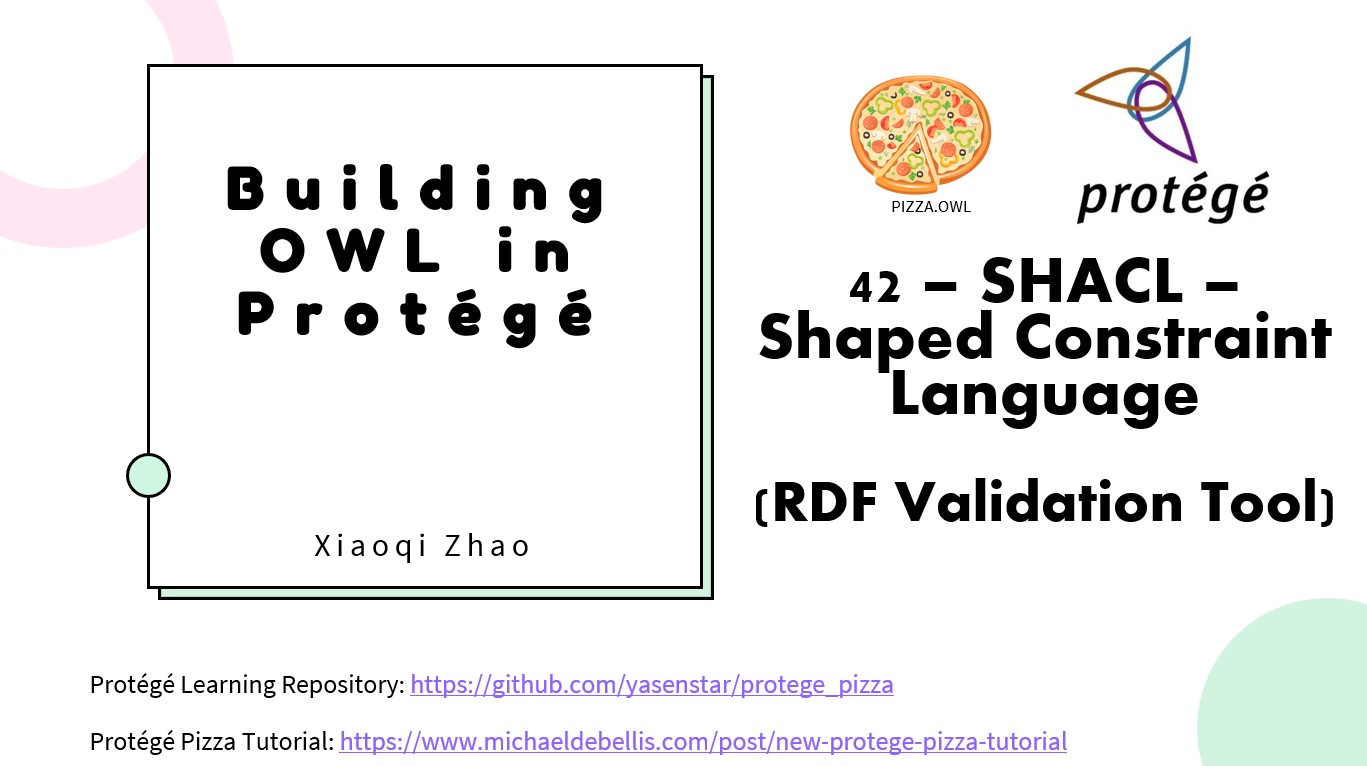 Building
OWL in
Protégé
Xiaoqi Zhao
PIZZA.OWL
protégé
42 – SHACL –
Shaped Constraint
Language
(RDF Validation Tool)
Protégé Learning Repository: https://github.com/yasenstar/protege_pizza
Protégé Pizza Tutorial: https://www.michaeldebellis.com/post/new-protege-pizza-tutorial